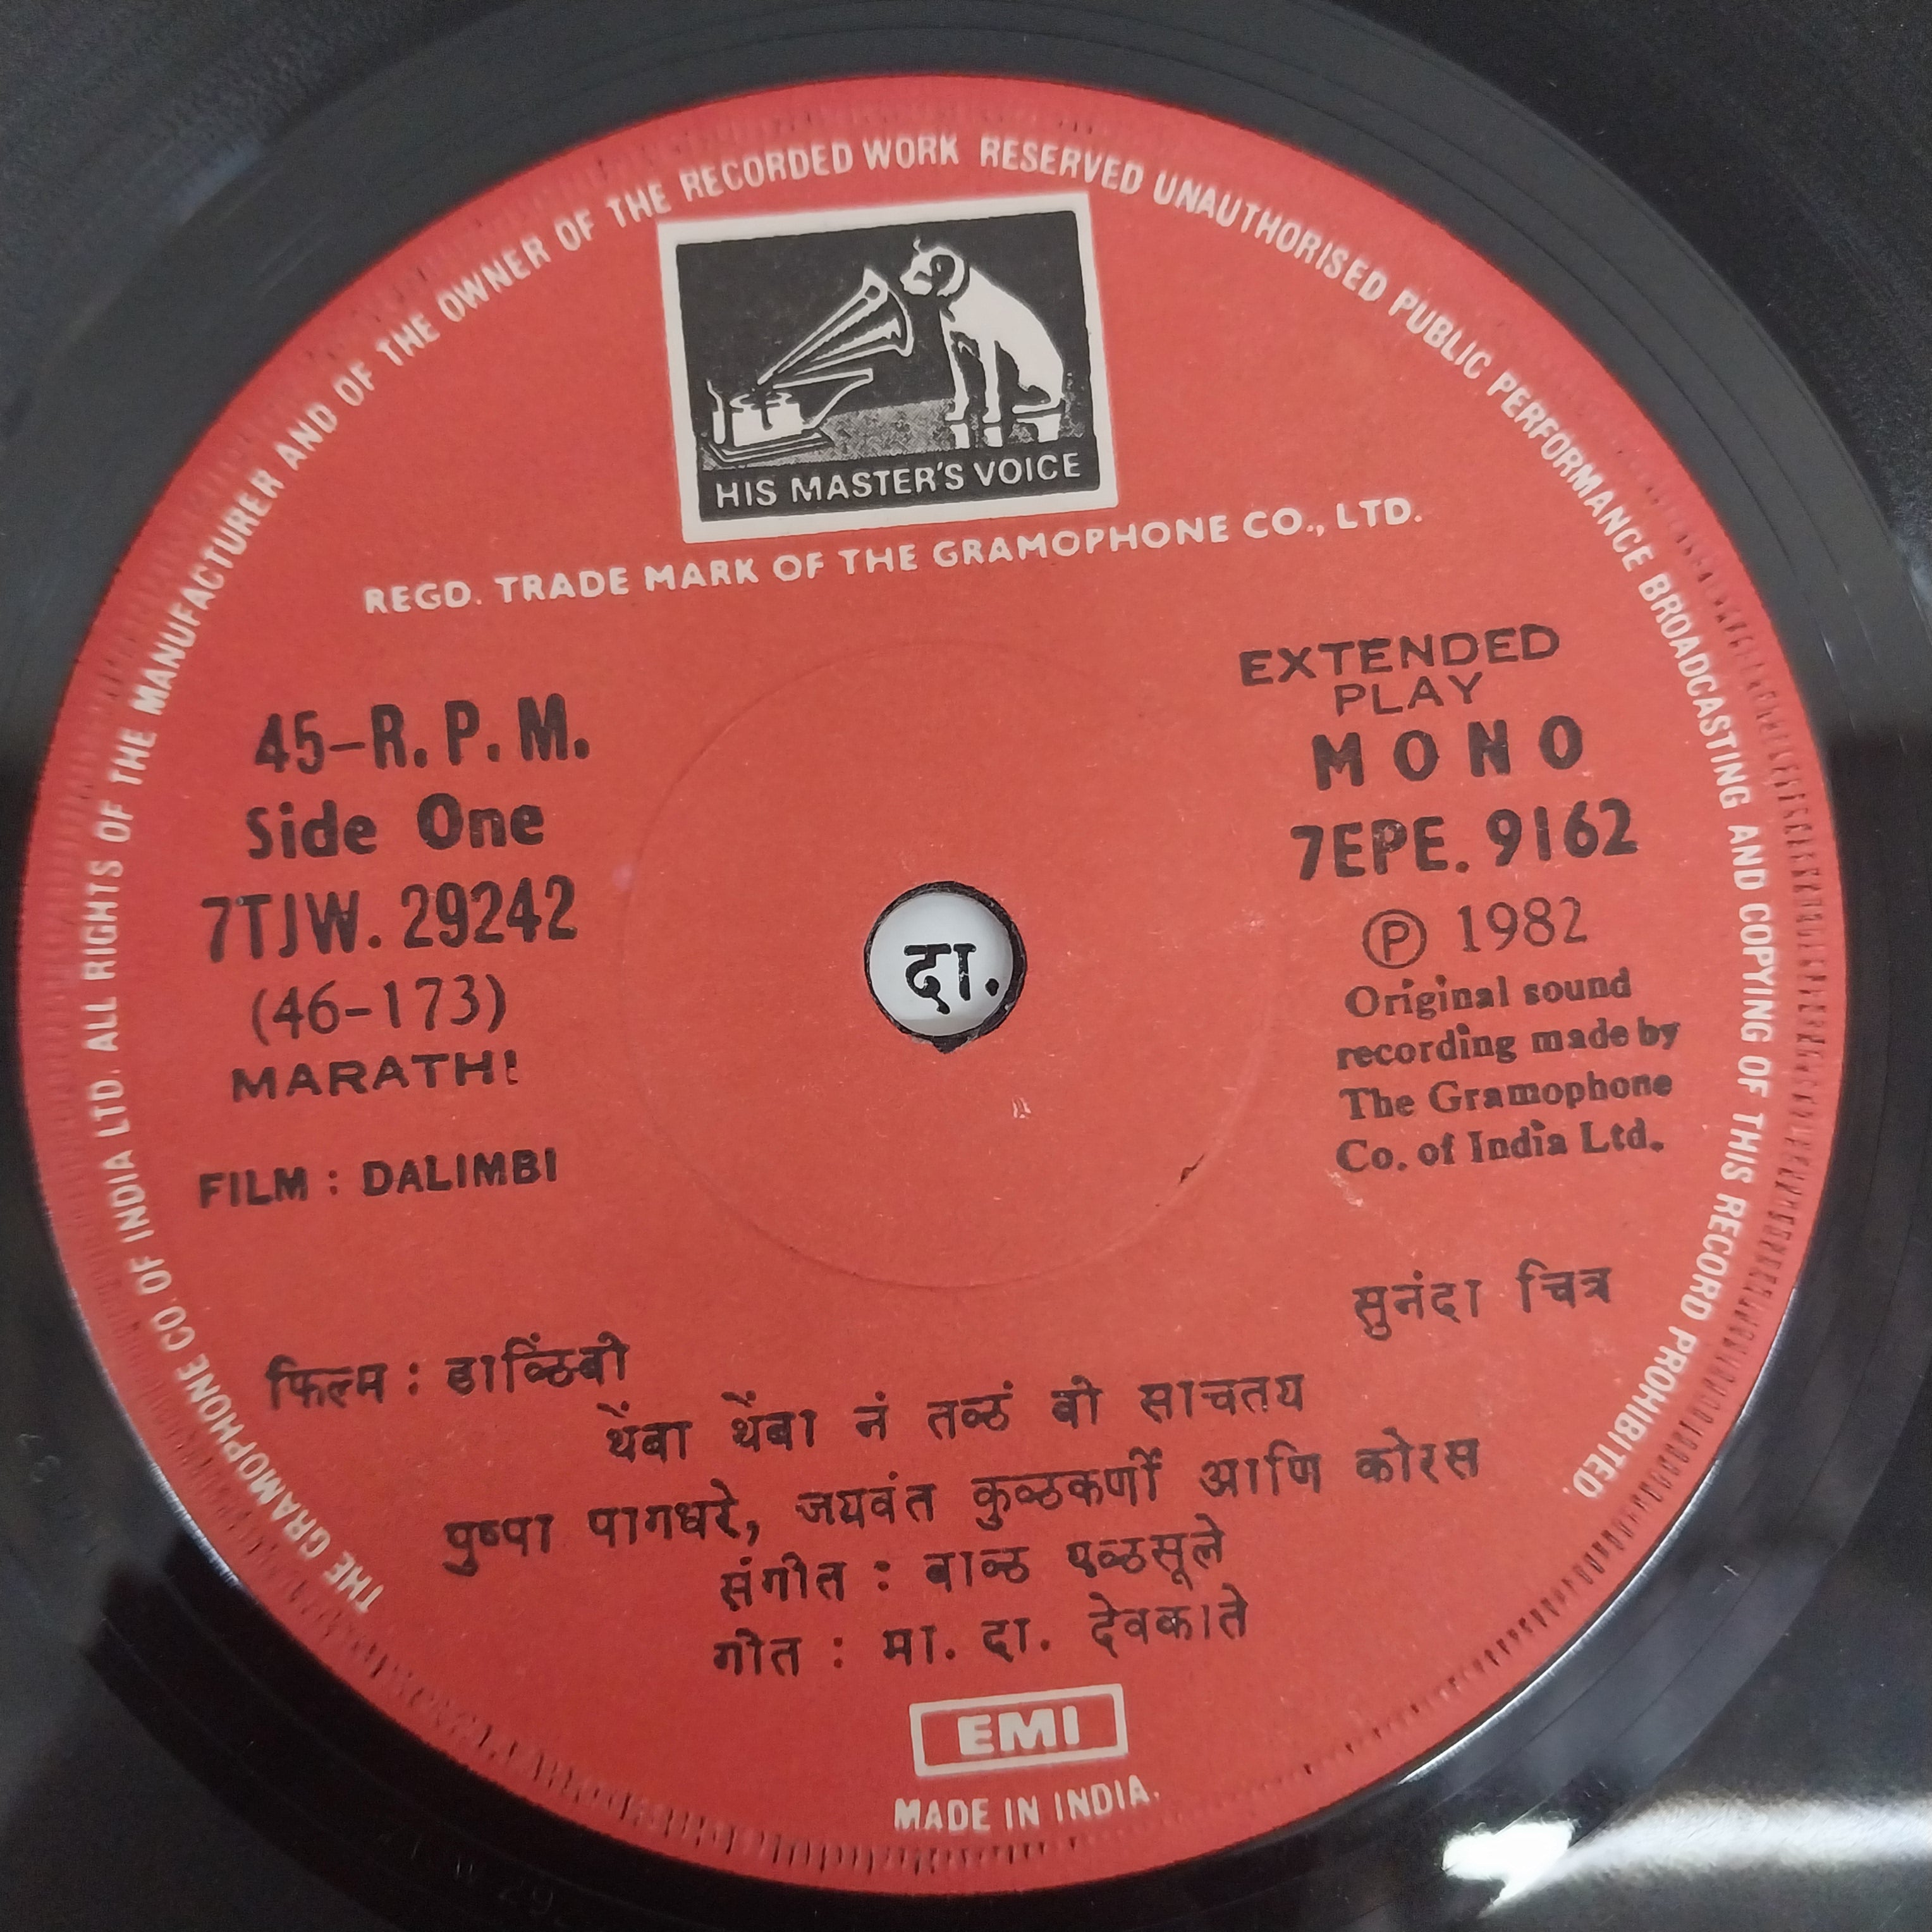 THE GRAMOPHONE CO. OF INDIA LTD. ALL RIGHTS OF THE MANUFACTURER AND OF THE OWNER OF THE RECORDED WORK RESERVED UNAUTHORISED PUBLIC PERFORMANCE BROADCASTING AND COPYING OF THIS RECORD PROHIBITED
HIS MASTER'S VOICE
REGD. TRADE MARK OF THE GRAMOPHONE CO., LTD.
45-R.P.M.
Side One
7TJW. 29242
(46-173)
MARATHI
FILM : DALIMBI
EXTENDED
PLAY
MONO
7EPE. 9162
Ⓟ 1982
Original sound
recording made by
The Gramophone
Co. of India Ltd.
दा.
सुनंदा चित्र
फिल्म : डाळिंबी
थेंबा थेंबा नं तळं बी साचतय
पुष्पा पागधरे, जयवंत कुळकर्णी आणि कोरस
संगीत : बाळ पळसूले
गीत : मा. दा. देवकाते
EMI
MADE IN INDIA.